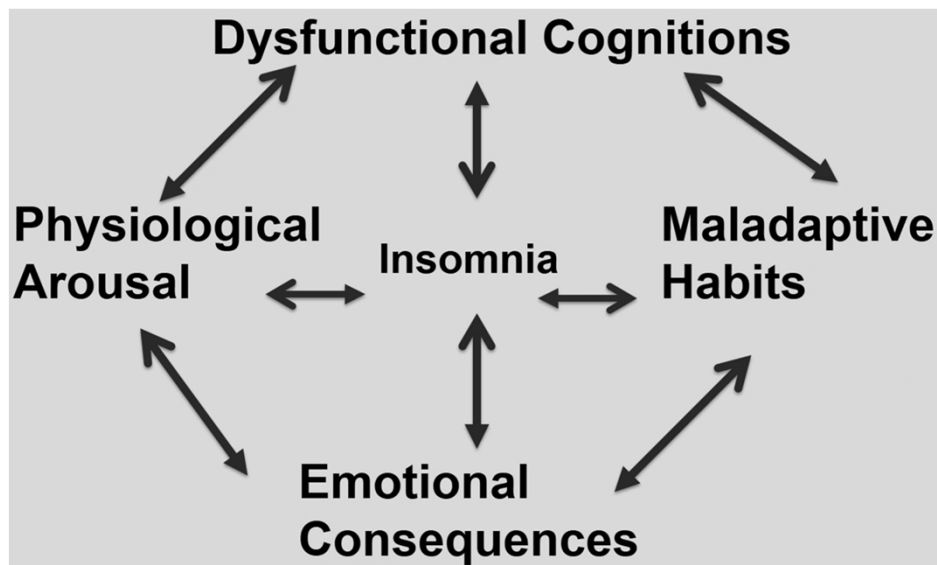 Dysfunctional Cognitions
Physiological
Arousal
Insomnia
Maladaptive
Habits
Emotional
Consequences